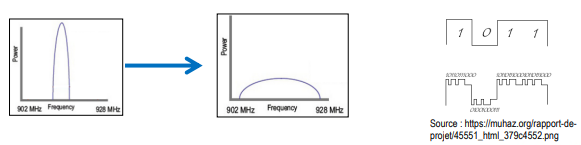 Power
902 MHz Frequency 928 MHz
Power
902 MHz Frequency 928 MHz
1 0 1 1
Source : https://muhaz.org/rapport-de-
projet/45551_html_379c4552.png